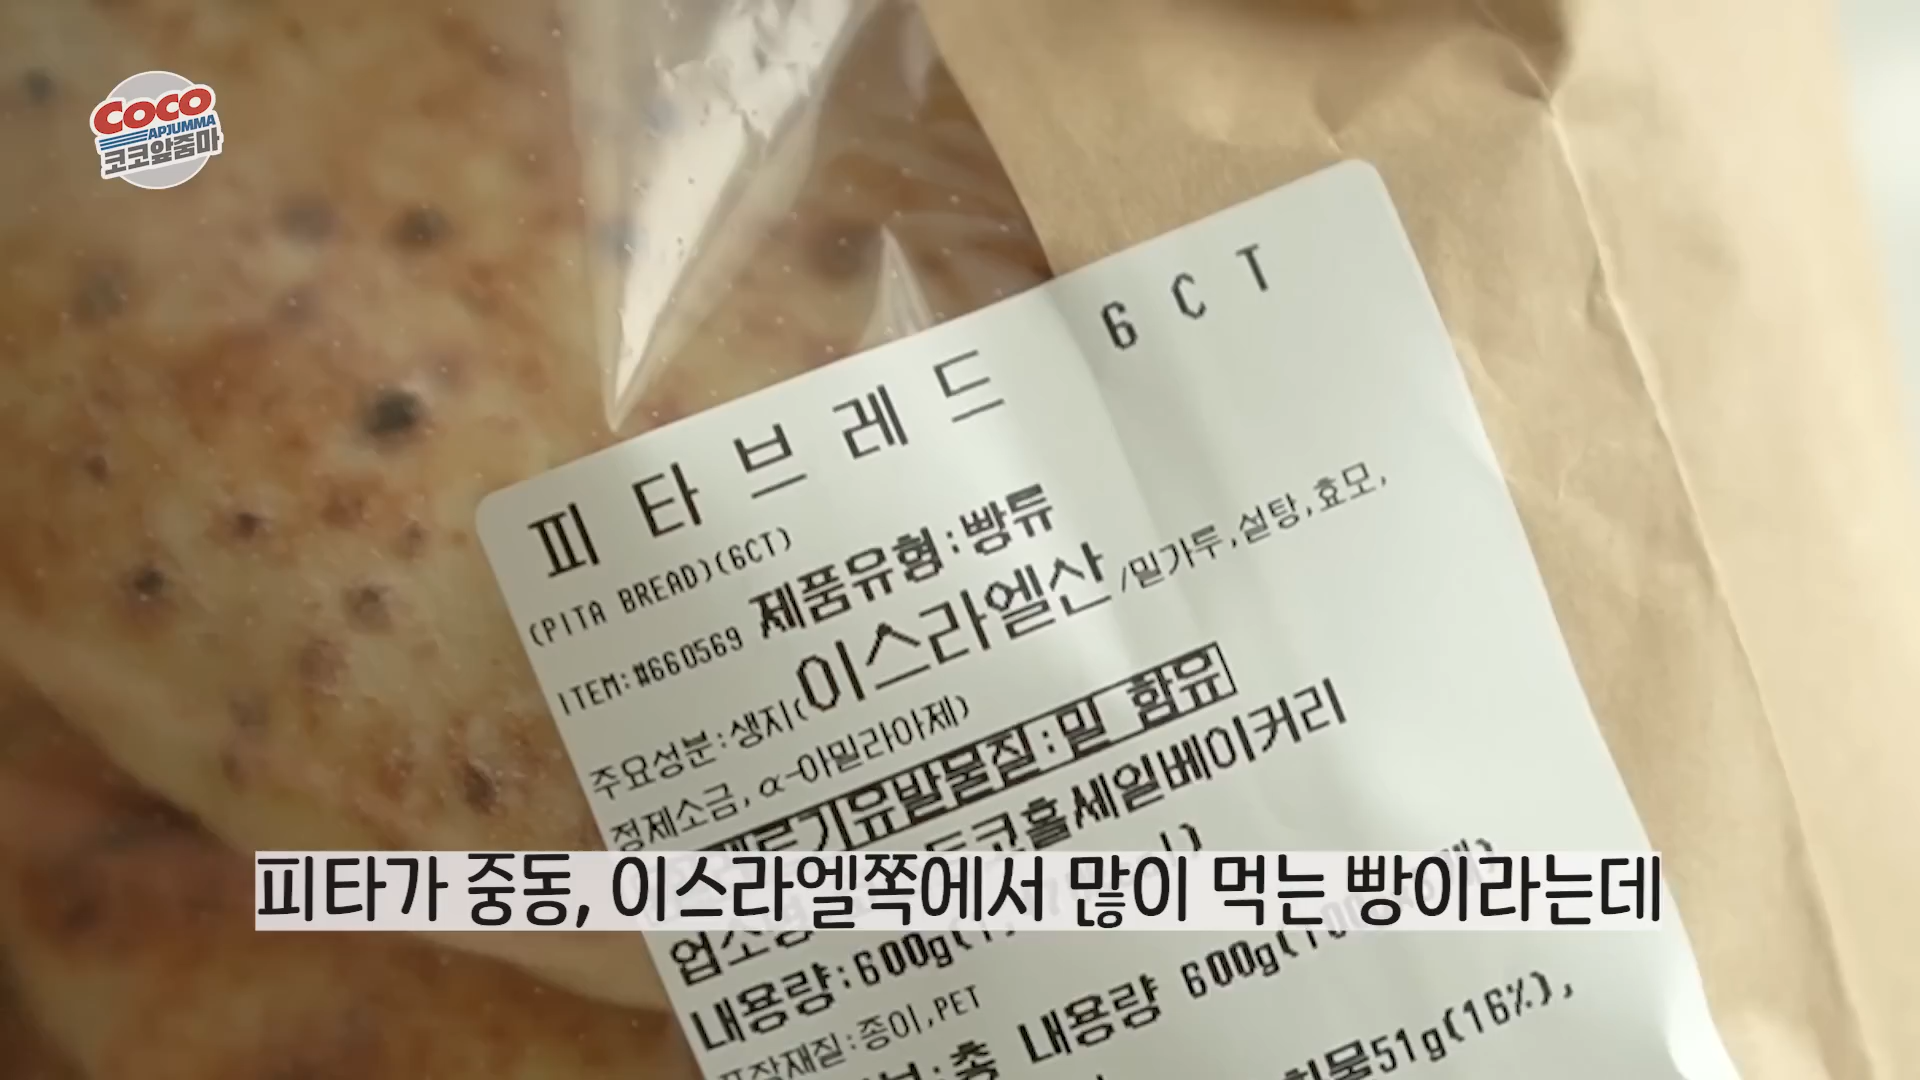 COCO
APJUMMA
코코앞줌마
피타브레드 6CT
(PITA BREAD)(6CT)
ITEM:#660569 제품유형:빵류
주요성분:생지(이스라엘산/밀가루,설탕,효모,
정제소금,α-아밀라아제)
알레르기유발물질:밀 함유
코홀세일베이커리
피타가 중동, 이스라엘쪽에서 많이 먹는 빵이라는데
내용량:600g
총 내용량 600g
포장재질:종이,PET
51g(16%),